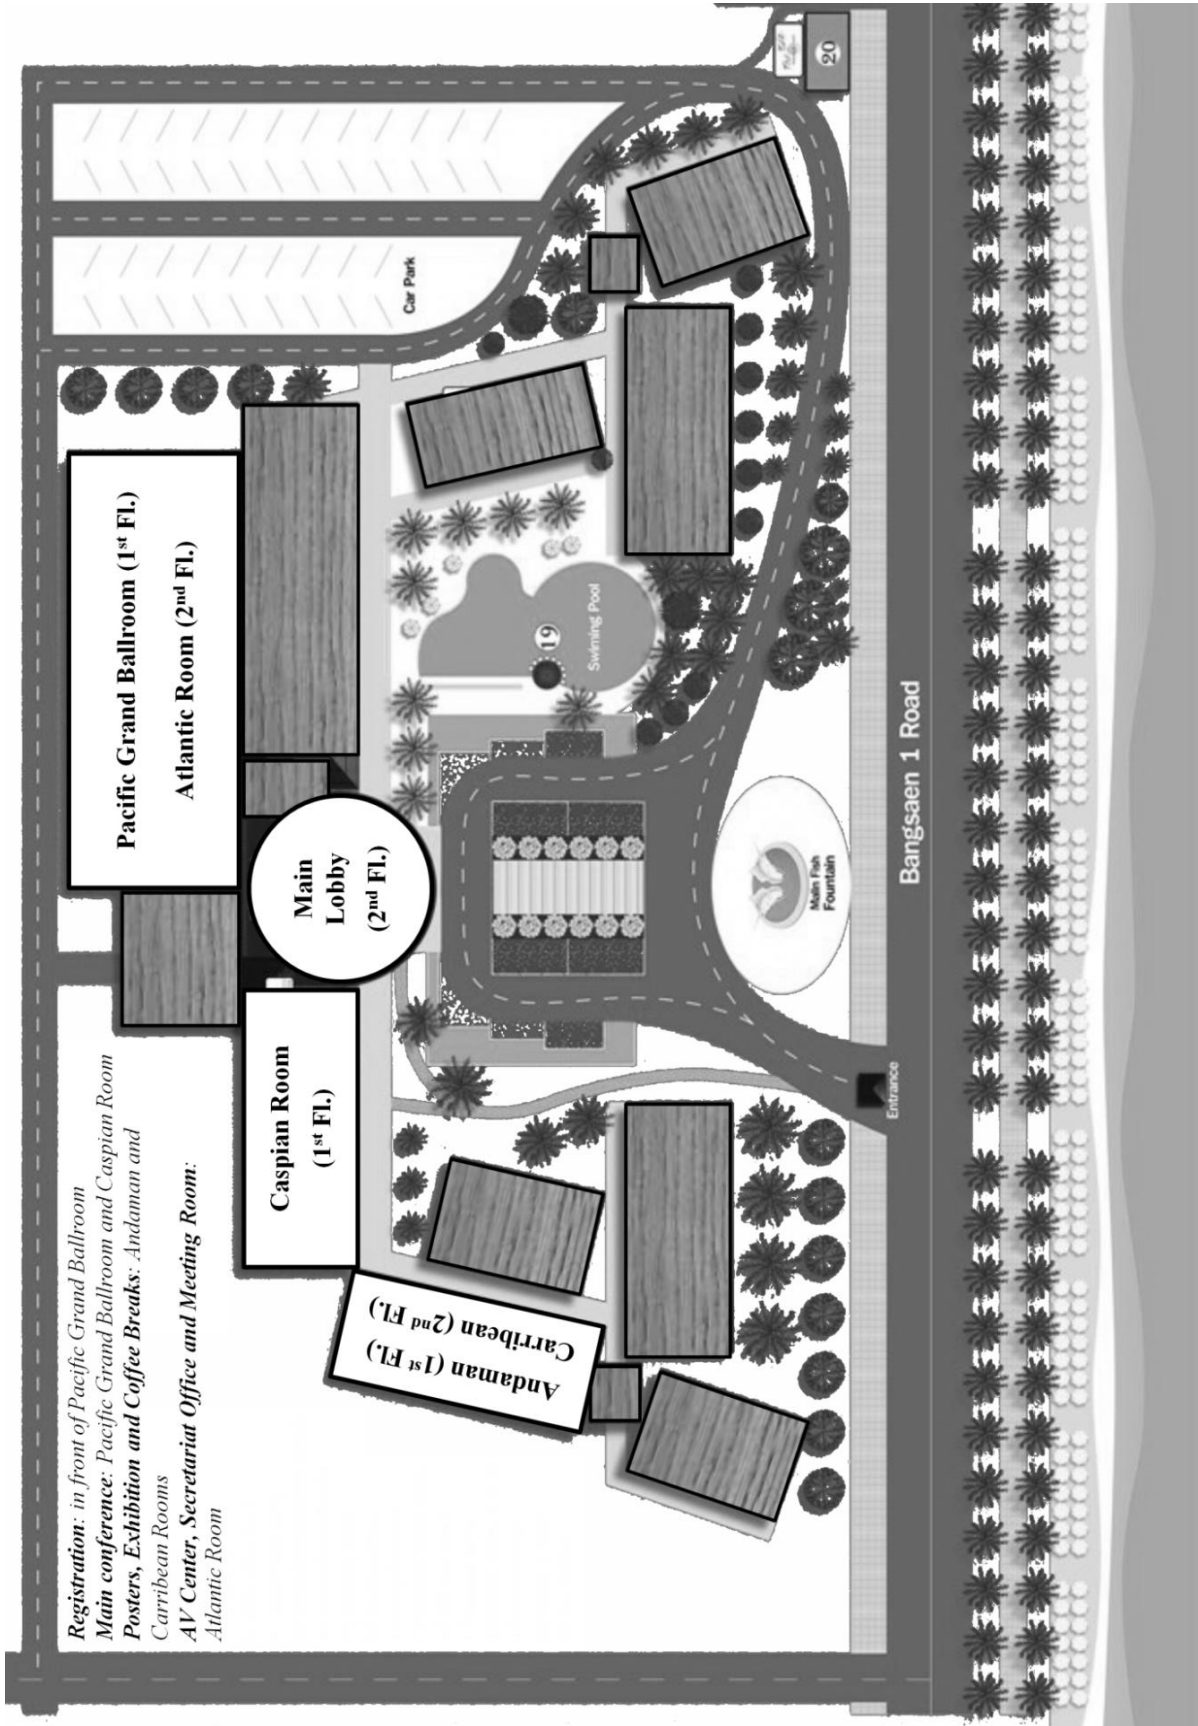 Registration: in front of Pacific Grand Ballroom
Main conference: Pacific Grand Ballroom and Caspian Room
Posters, Exhibition and Coffee Breaks: Andaman and
Carribean Rooms
AV Center, Secretariat Office and Meeting Room:
Atlantic Room
Pacific Grand Ballroom (1st Fl.)
Atlantic Room (2nd Fl.)
Caspian Room
(1st Fl.)
Main
Lobby
(2nd Fl.)
Andaman (1st Fl.)
Carribean (2nd Fl.)
Car Park
19
Swiming Pool
Main Fish
Fountain
Entrance
20
Bangsaen 1 Road